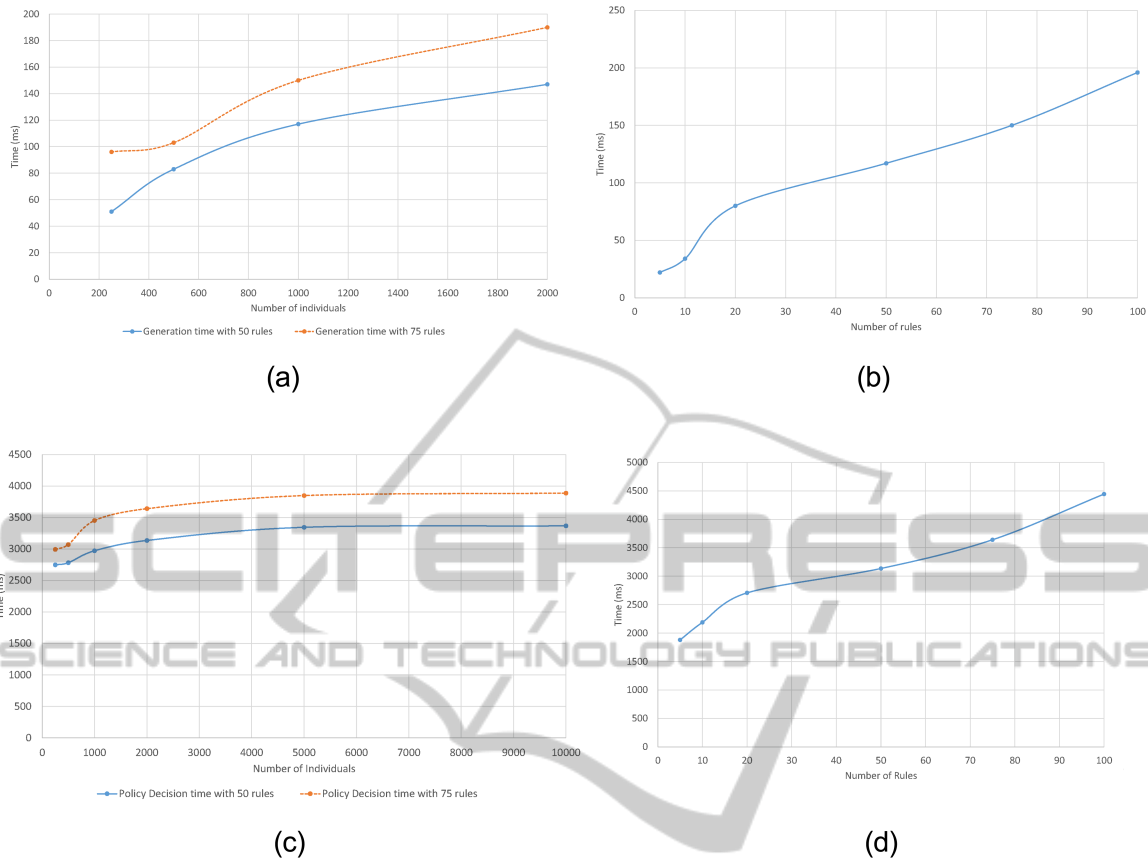 200
180
160
140
120
100
80
60
40
20
0
Time (ms)
0 200 400 600 800 1000 1200 1400 1600 1800 2000
Number of individuals
Generation time with 50 rules Generation time with 75 rules
(a)
250
200
150
100
50
0
Time (ms)
0 10 20 30 40 50 60 70 80 90 100
Number of rules
(b)
4500
4000
3500
3000
2500
2000
1500
1000
500
0
Time (ms)
0 1000 2000 3000 4000 5000 6000 7000 8000 9000 10000
Number of Individuals
Policy Decision time with 50 rules Policy Decision time with 75 rules
(c)
5000
4500
4000
3500
3000
2500
2000
1500
1000
500
0
Time (ms)
0 10 20 30 40 50 60 70 80 90 100
Number of Rules
(d)
SCITEPRESS
SCIENCE AND TECHNOLOGY PUBLICATIONS